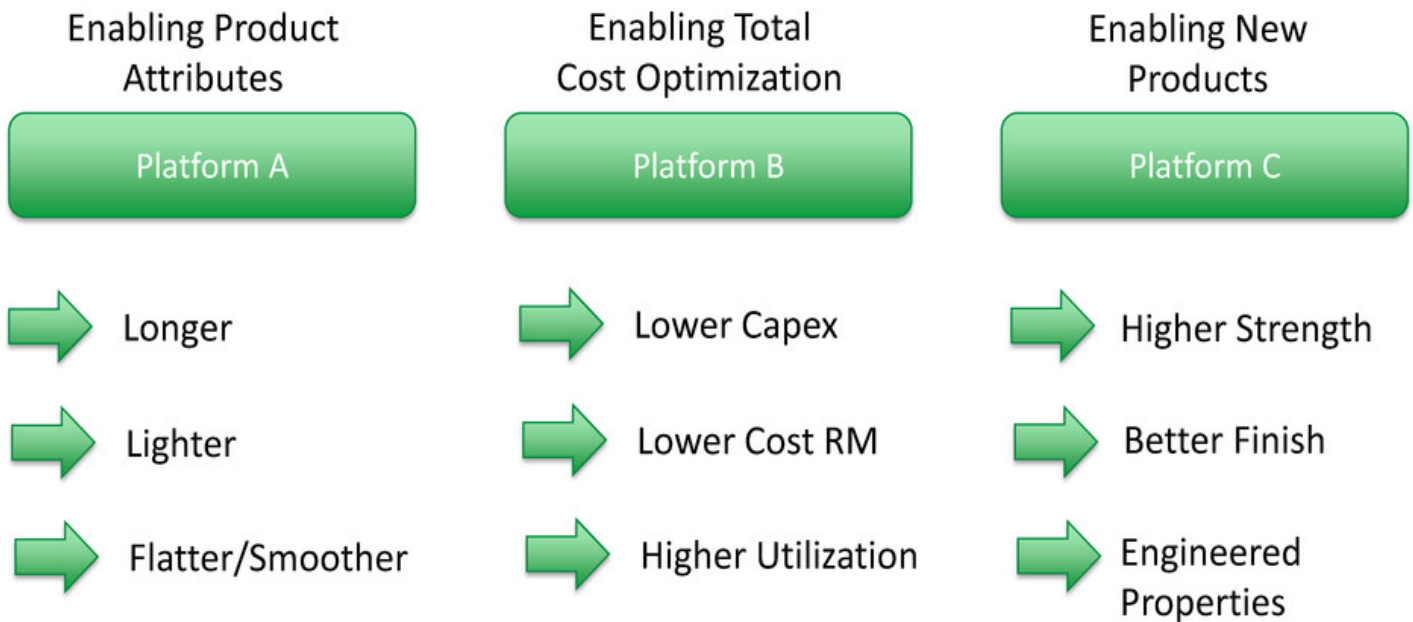 Enabling Product
Attributes
Platform A
Longer
Lighter
Flatter/Smoother
Enabling Total
Cost Optimization
Platform B
Lower Capex
Lower Cost RM
Higher Utilization
Enabling New
Products
Platform C
Higher Strength
Better Finish
Engineered
Properties